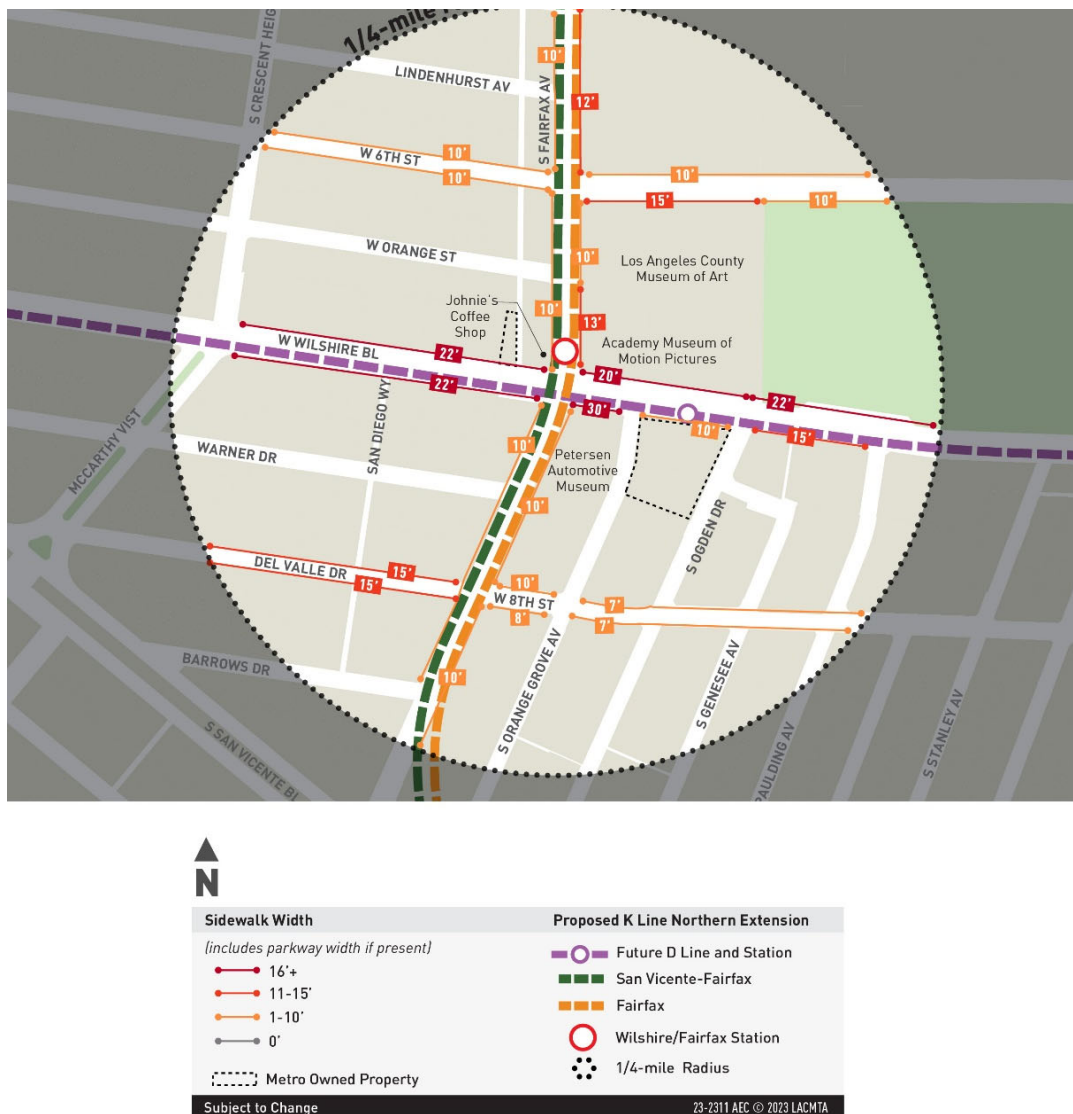 1/4-mile
S CRESCENT HEIG
LINDENHURST AV
S FAIRFAX AV
10'
12'
W 6TH ST
10'
10'
10'
15'
10'
W ORANGE ST
10'
Los Angeles County
Museum of Art
Johnie's
Coffee
Shop
10'
13'
Academy Museum of
Motion Pictures
W WILSHIRE BL
22'
22'
20'
22'
30'
10'
15'
MCCARTHY VIST
SAN DIEGO WY
WARNER DR
10'
Petersen
Automotive
Museum
10'
S OGDEN DR
DEL VALLE DR
15'
15'
10'
W 8TH ST
8'
7'
7'
BARROWS DR
10'
S ORANGE GROVE AV
S GENESEE AV
S SAN VICENTE BL
PAULDING AV
S STANLEY AV
N
Sidewalk Width
(includes parkway width if present)
16'+
11-15'
1-10'
0'
Metro Owned Property
Proposed K Line Northern Extension
Future D Line and Station
San Vicente-Fairfax
Fairfax
Wilshire/Fairfax Station
1/4-mile Radius
Subject to Change
23-2311 AEC © 2023 LACMTA